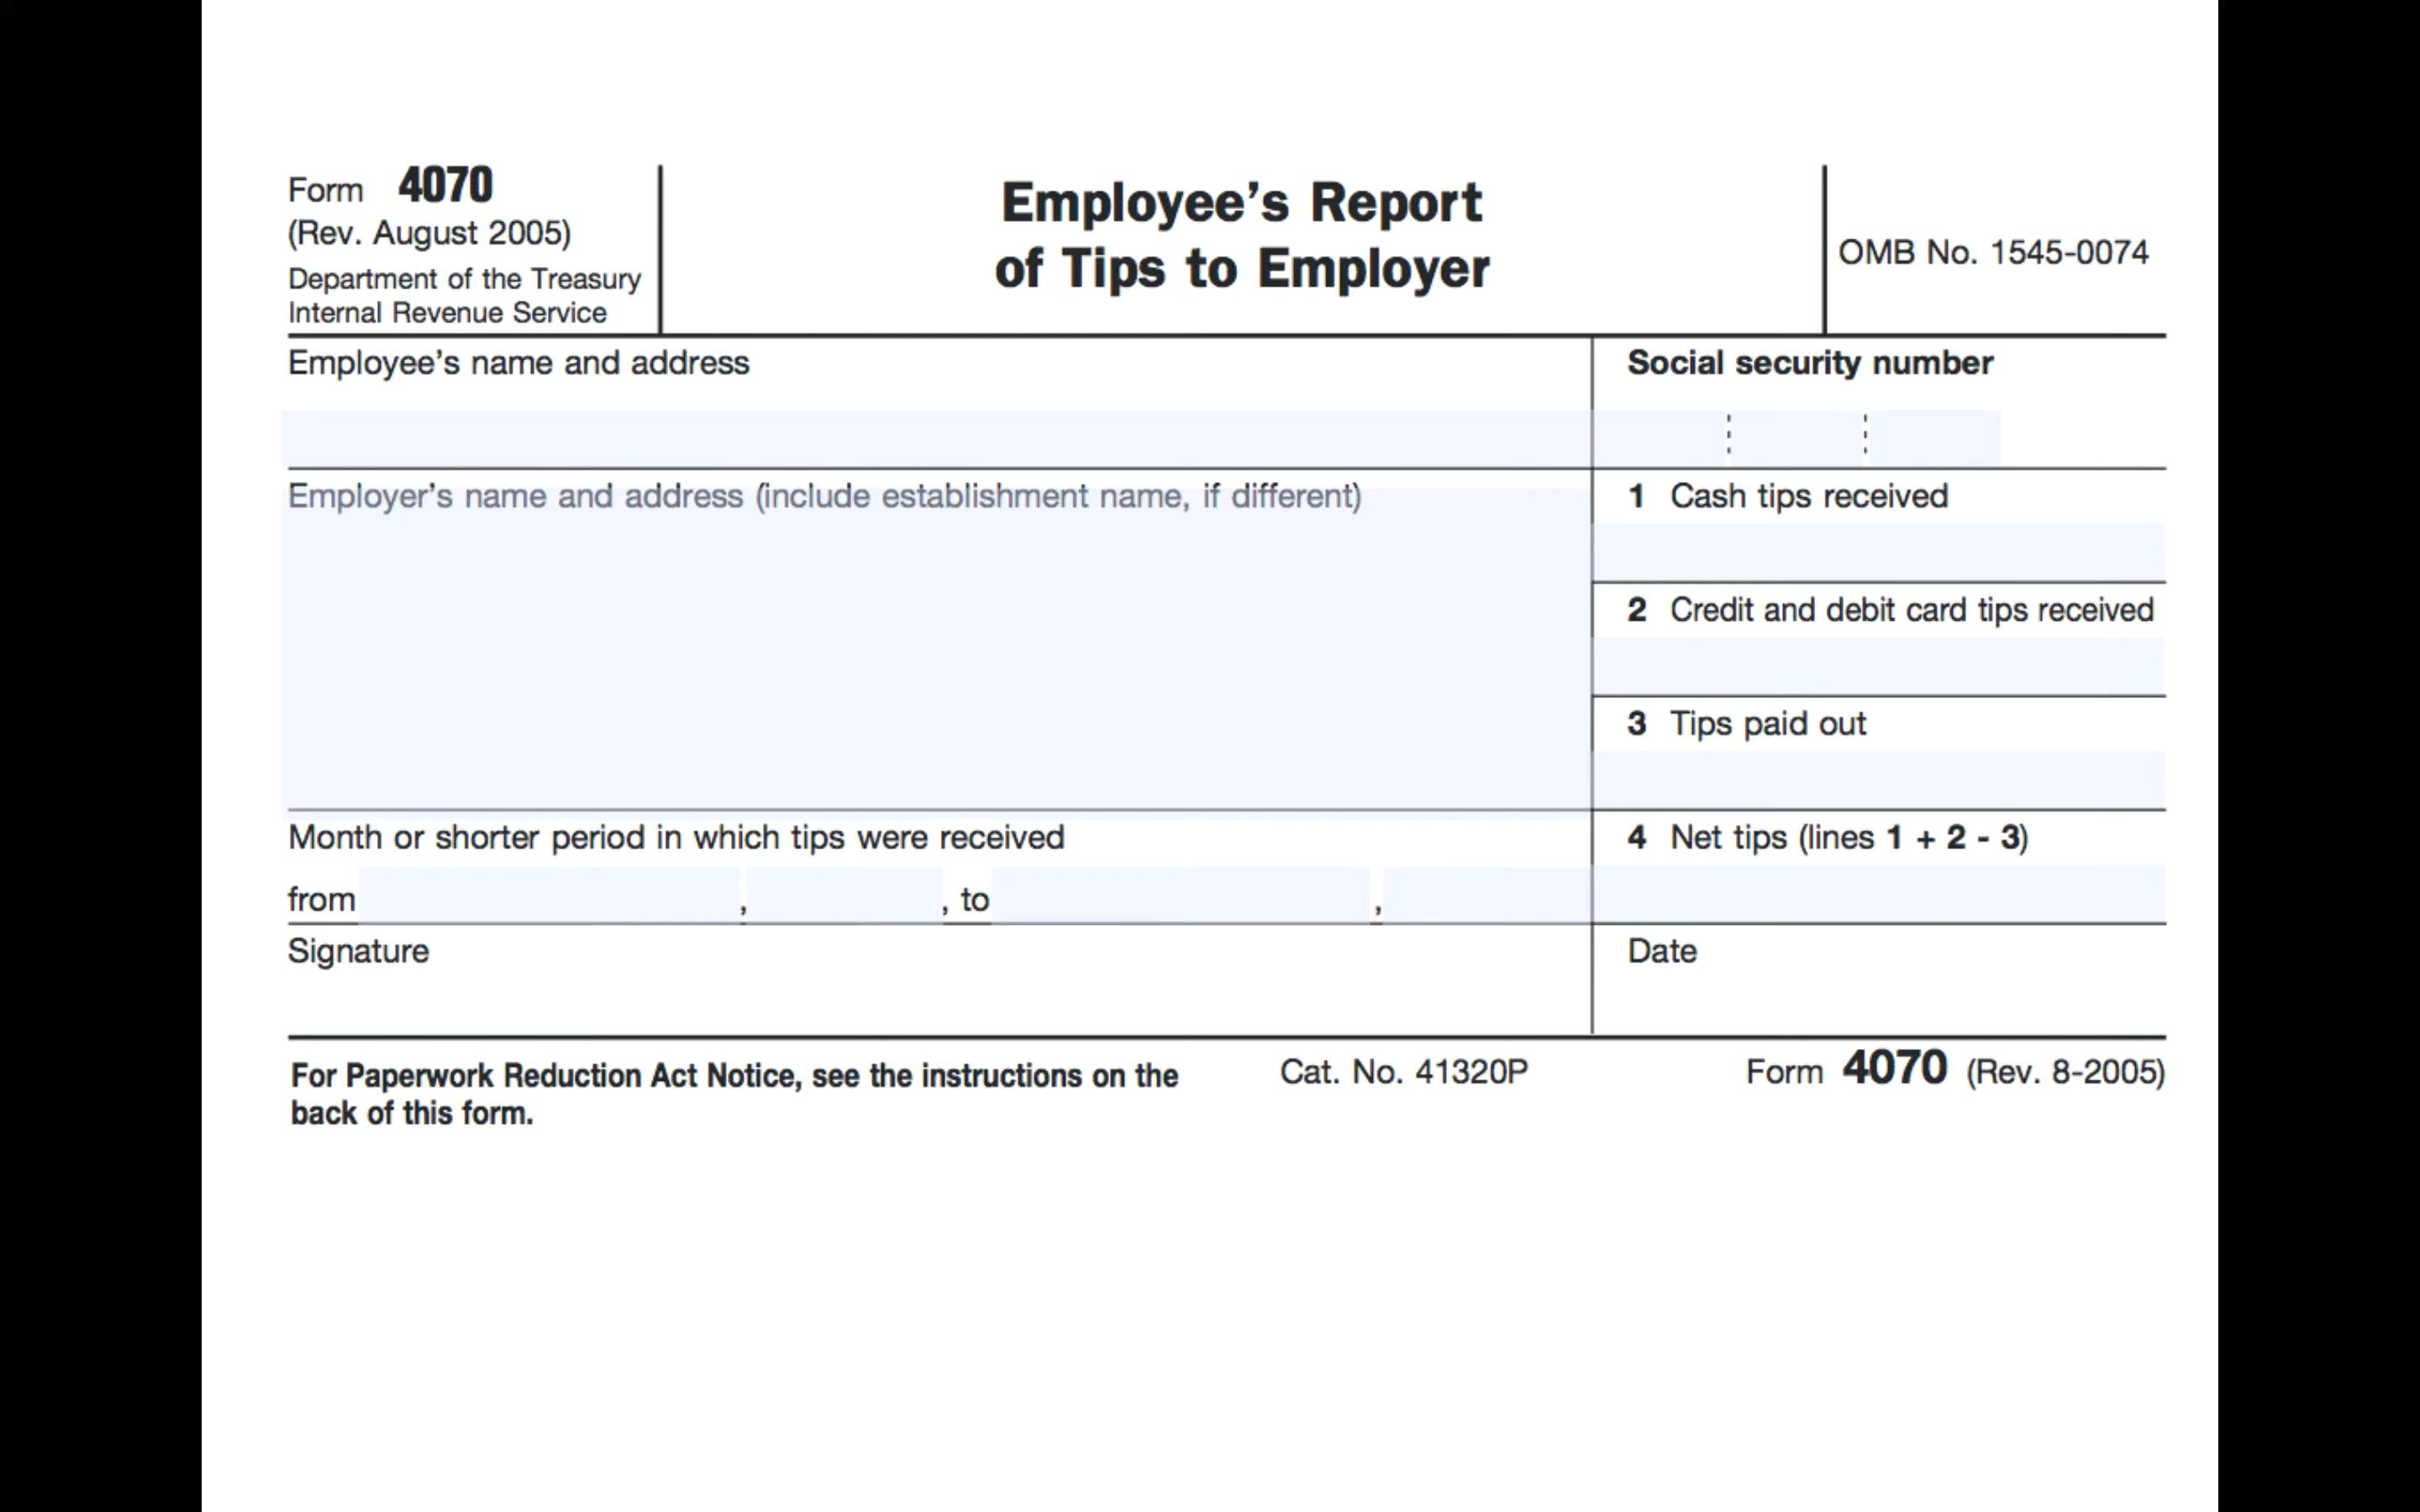 Form 4070
(Rev. August 2005)
Department of the Treasury
Internal Revenue Service
Employee’s Report
of Tips to Employer
OMB No. 1545-0074
Employee’s name and address
Social security number
Employer’s name and address (include establishment name, if different)
1 Cash tips received
2 Credit and debit card tips received
3 Tips paid out
Month or shorter period in which tips were received
from , , to ,
4 Net tips (lines 1 + 2 - 3)
Signature
Date
For Paperwork Reduction Act Notice, see the instructions on the
back of this form.
Cat. No. 41320P
Form 4070 (Rev. 8-2005)